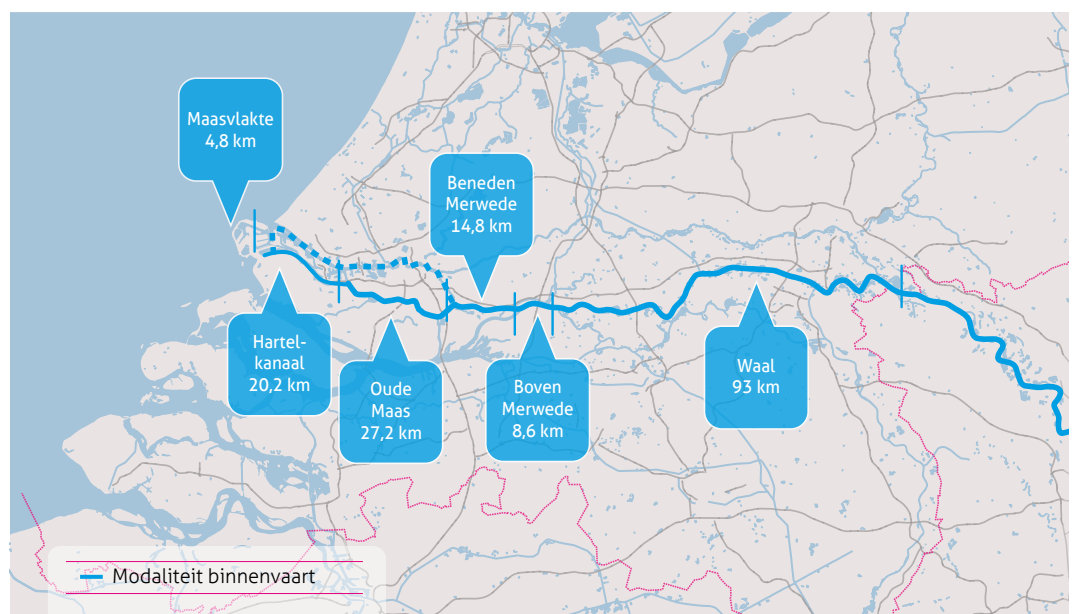 Maasvlakte
4,8 km
Beneden
Merwede
14,8 km
Hartel-
kanaal
20,2 km
Oude
Maas
27,2 km
Boven
Merwede
8,6 km
Waal
93 km
Modaliteit binnenvaart